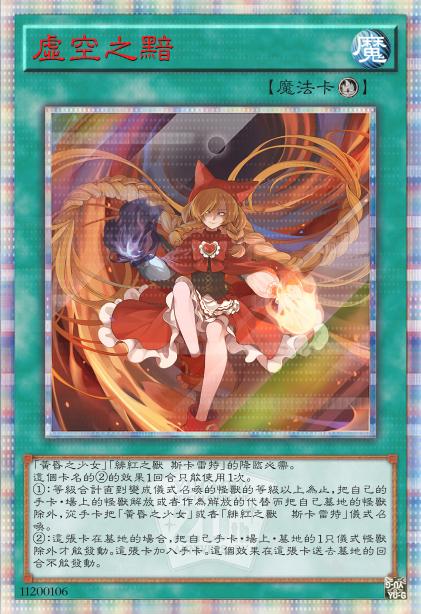 虛空之黯
魔
【魔法卡】
「黃昏之少女」「緋紅之獸 斯卡雷特」的降臨必需。
這個卡名的②的效果1回合只能使用1次。
①：等級合計直到變成儀式召喚的怪獸的等級以上為止，把自己的
手卡·場上的怪獸解放或者作為解放的代替而把自己墓地的怪獸
除外，從手卡把「黃昏之少女」或者「緋紅之獸 斯卡雷特」儀式召
喚。
②：這張卡在墓地的場合，把自己手卡·場上·墓地的1只儀式怪獸
除外才能發動。這張卡加入手卡。這個效果在這張卡送去墓地的回
合不能發動。
11200106